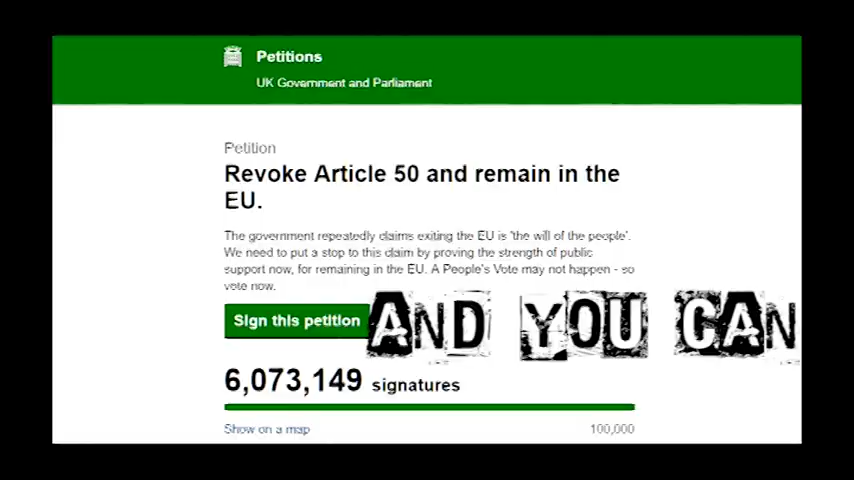 Petitions
UK Government and Parliament
Petition
Revoke Article 50 and remain in the
EU.
The government repeatedly claims exiting the EU is 'the will of the people'.
We need to put a stop to this claim by proving the strength of public
support now, for remaining in the EU. A People's Vote may not happen - so
vote now.
Sign this petition
AND YOU CAN
6,073,149 signatures
Show on a map
100,000